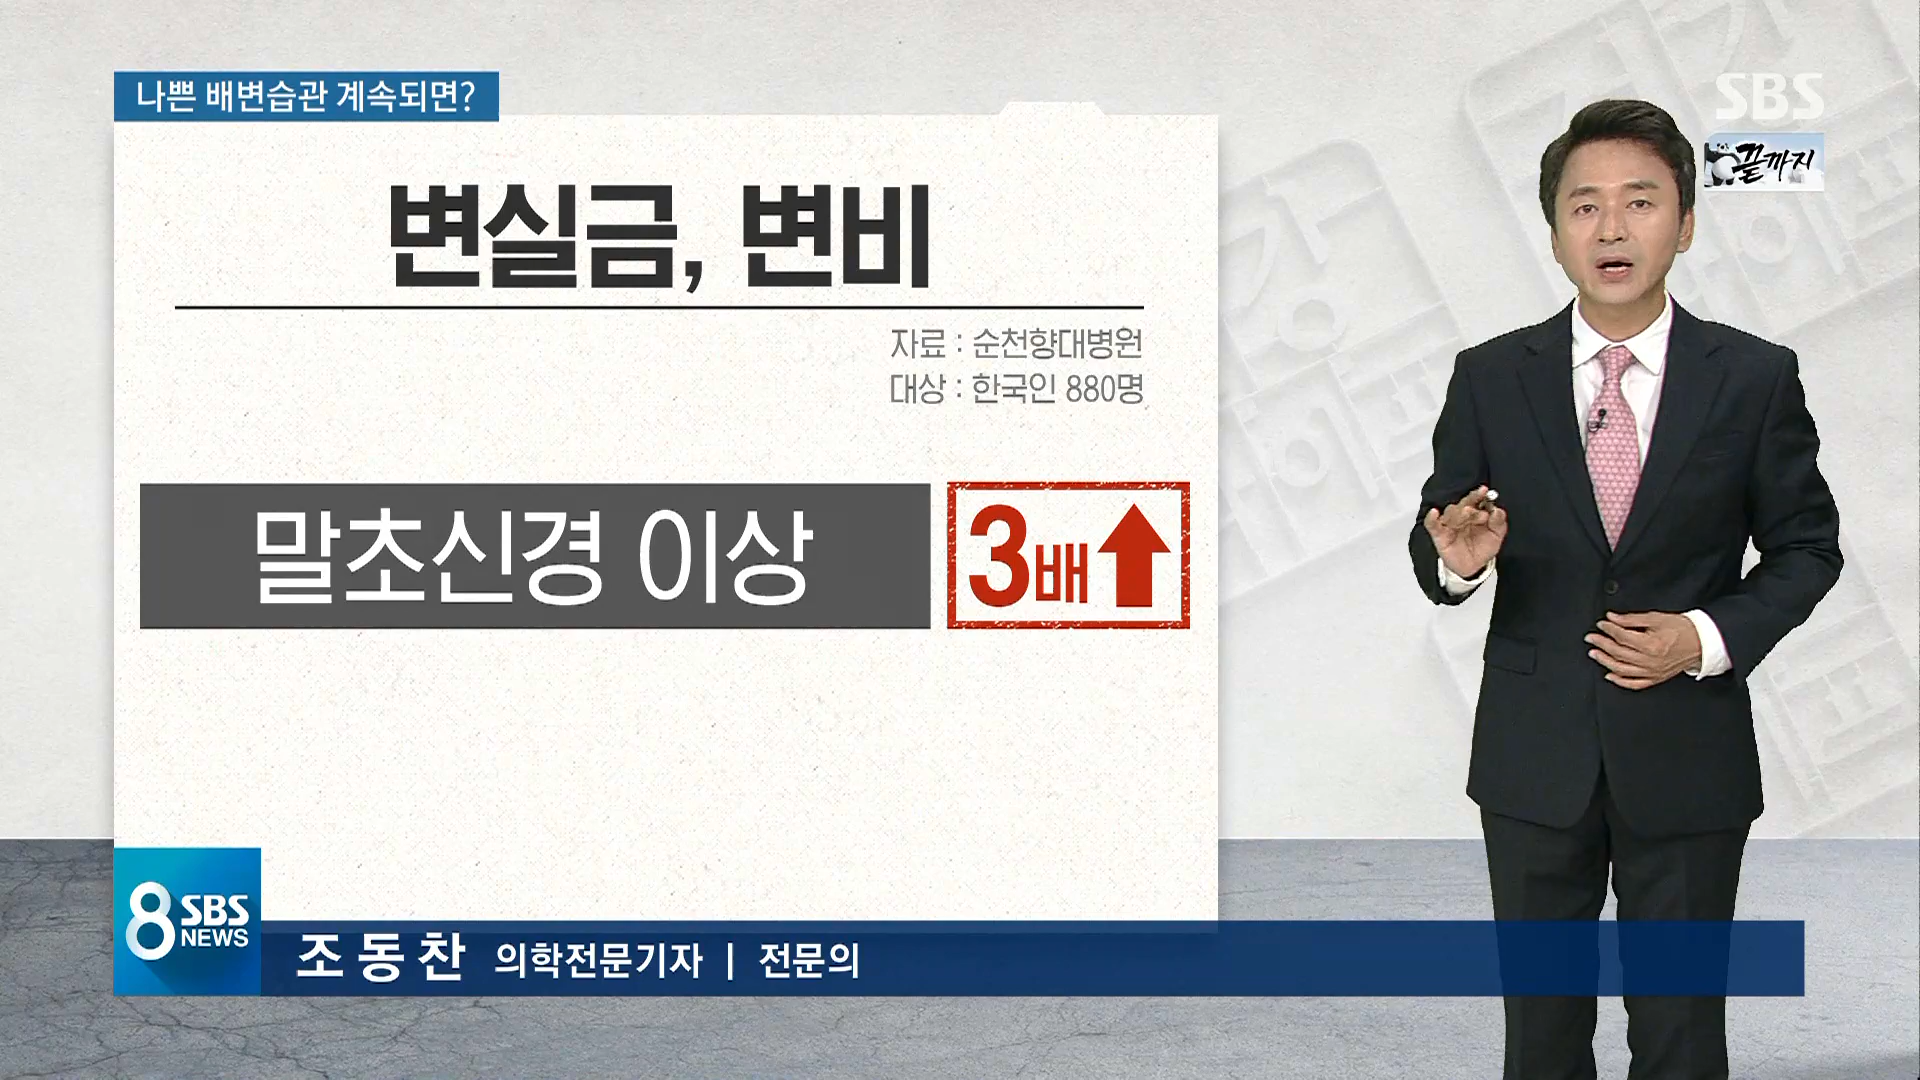 나쁜 배변습관 계속되면?
SBS
끝까지
변실금, 변비
자료 : 순천향대병원
대상 : 한국인 880명
말초신경 이상
3배
8 SBS NEWS
조동찬 의학전문기자 | 전문의